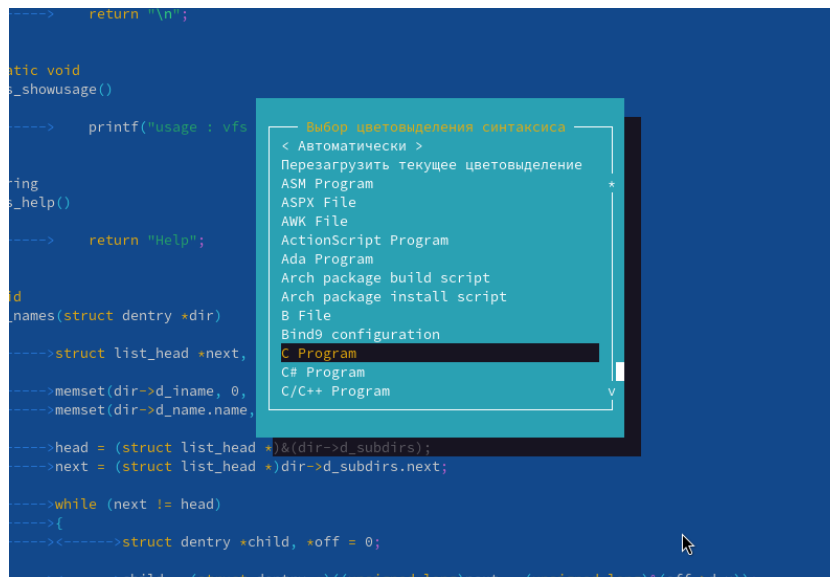 -----> return "\n";
atic void
s_showusage()
-----> printf("usage : vfs
Выбор цветовыделения синтаксиса
< Автоматически >
Перезагрузить текущее цветовыделение
ASM Program *
ASPX File
AWK File
ActionScript Program
Ada Program
Arch package build script
Arch package install script
B File
Bind9 configuration
C Program
C# Program
C/C++ Program v
ring
s_help()
-----> return "Help";
id
_names(struct dentry *dir)
----->struct list_head *next,
----->memset(dir->d_iname, 0,
----->memset(dir->d_name.name,
----->head = (struct list_head *)&(dir->d_subdirs);
----->next = (struct list_head *)dir->d_subdirs.next;
----->while (next != head)
----->{
-----><------>struct dentry *child, *off = 0;